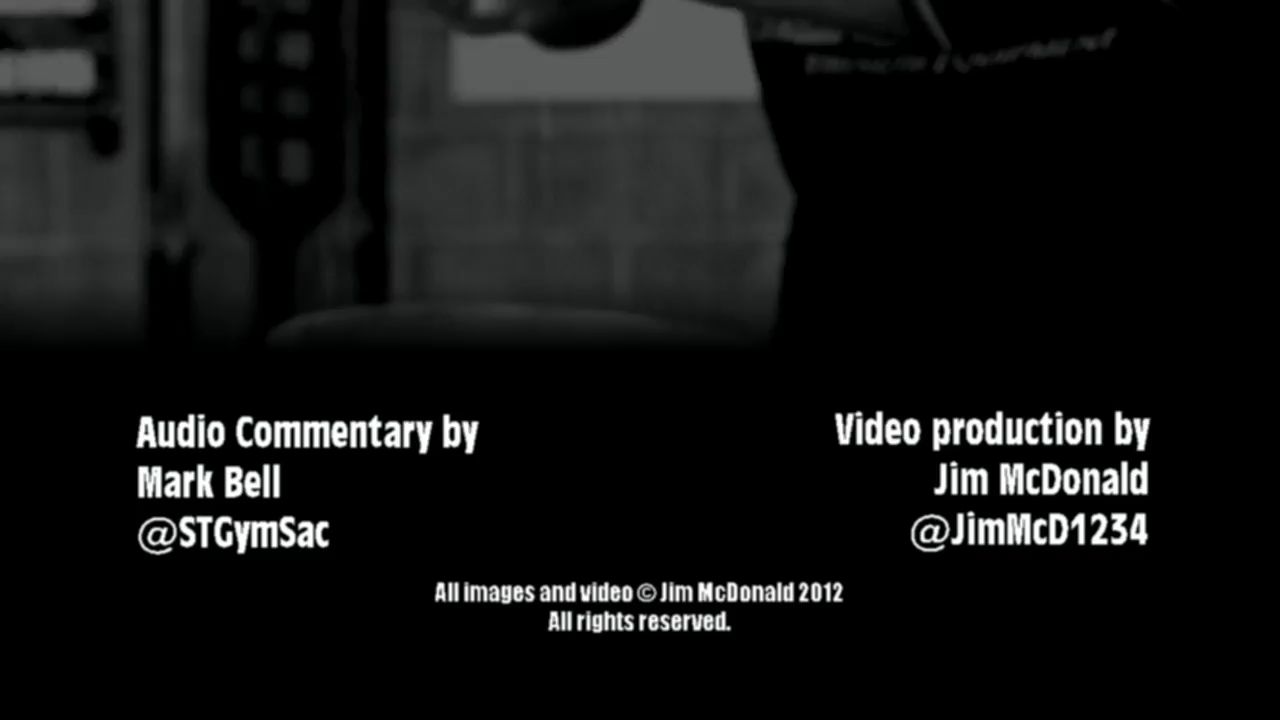 Audio Commentary by
Mark Bell
@STGymSac
Video production by
Jim McDonald
@JimMcD1234
All images and video © Jim McDonald 2012
All rights reserved.